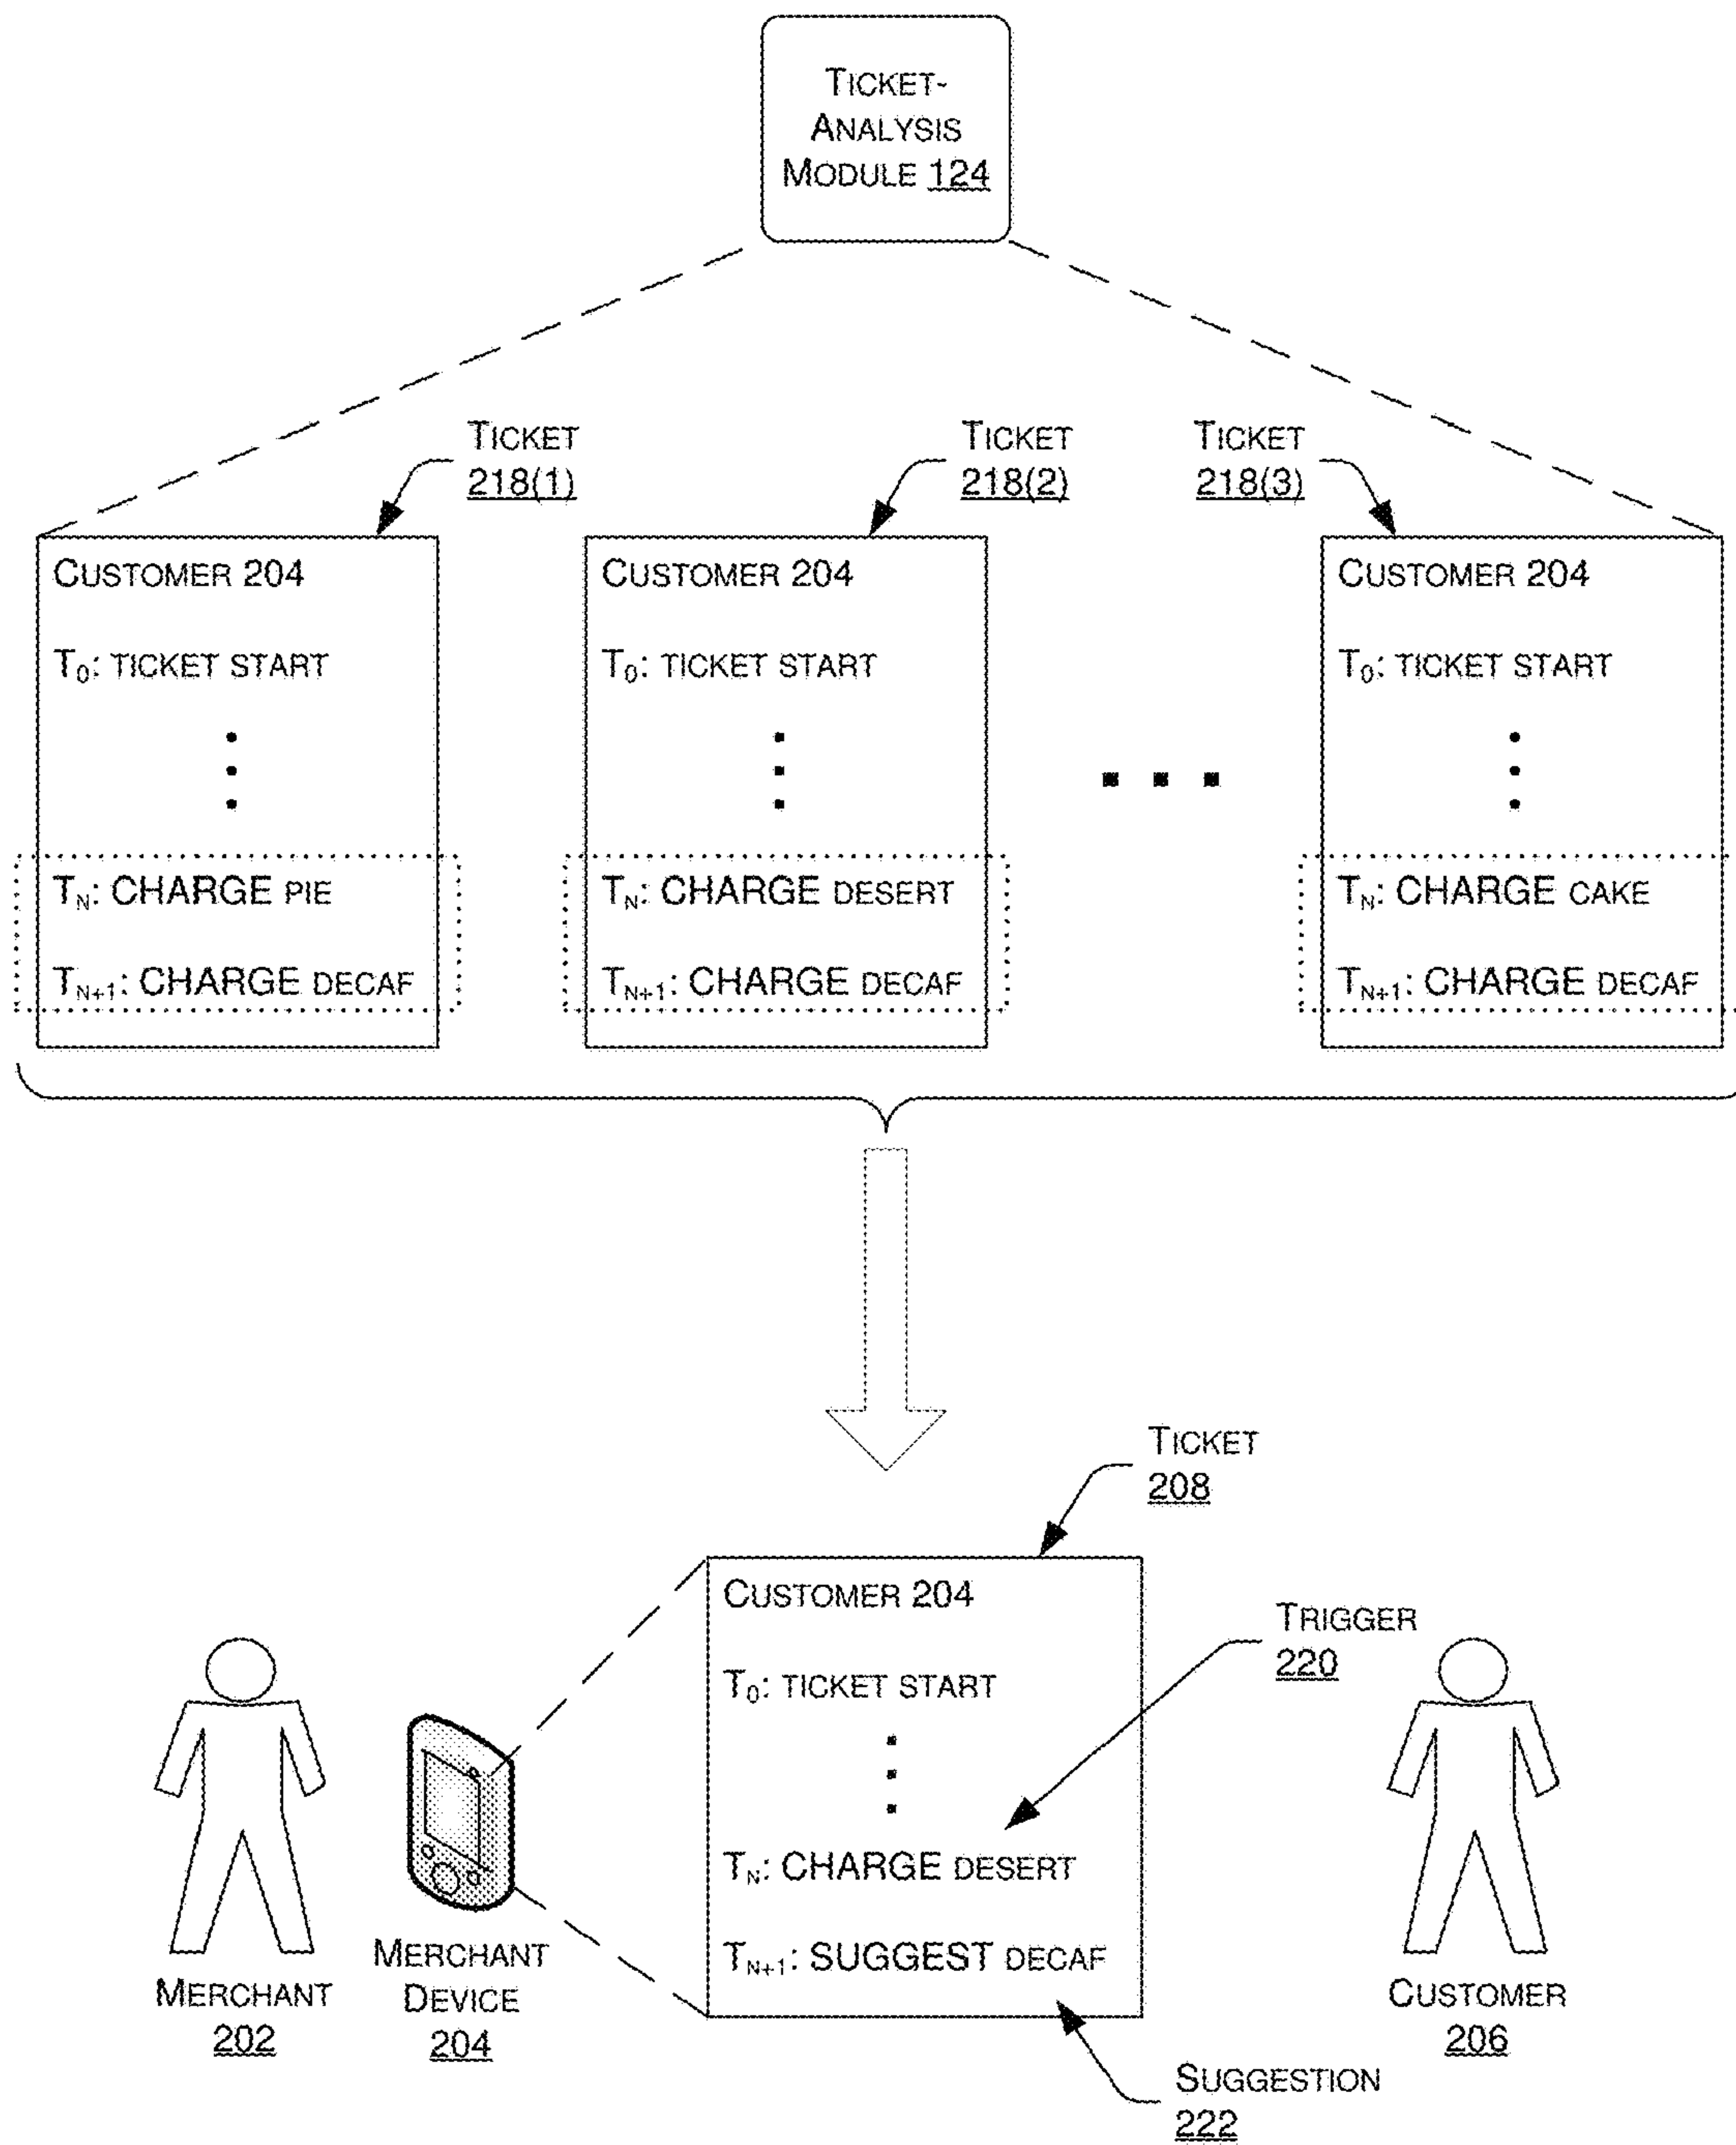 TICKET-
ANALYSIS
MODULE 124
TICKET
218(1)
TICKET
218(2)
TICKET
218(3)
CUSTOMER 204
T0: TICKET START
TN: CHARGE PIE
TN+1: CHARGE DECAF
CUSTOMER 204
T0: TICKET START
TN: CHARGE DESERT
TN+1: CHARGE DECAF
CUSTOMER 204
T0: TICKET START
TN: CHARGE CAKE
TN+1: CHARGE DECAF
TICKET
208
CUSTOMER 204
T0: TICKET START
TN: CHARGE DESERT
TN+1: SUGGEST DECAF
TRIGGER
220
MERCHANT
202
MERCHANT
DEVICE
204
CUSTOMER
206
SUGGESTION
222